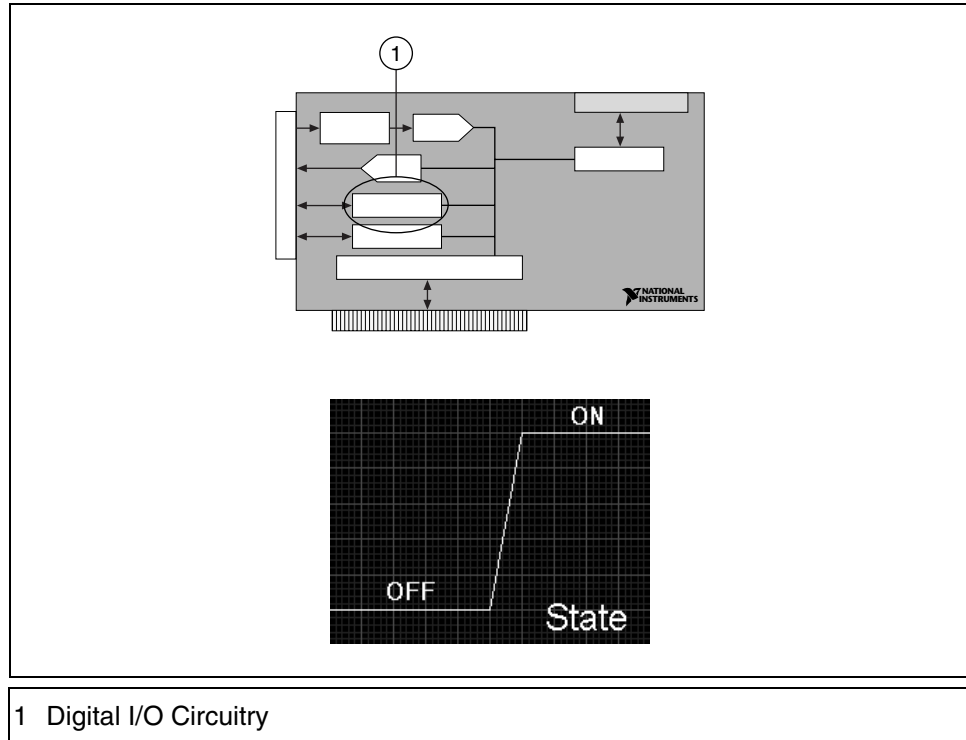 1
NATIONAL
INSTRUMENTS
ON
OFF
State
1 Digital I/O Circuitry